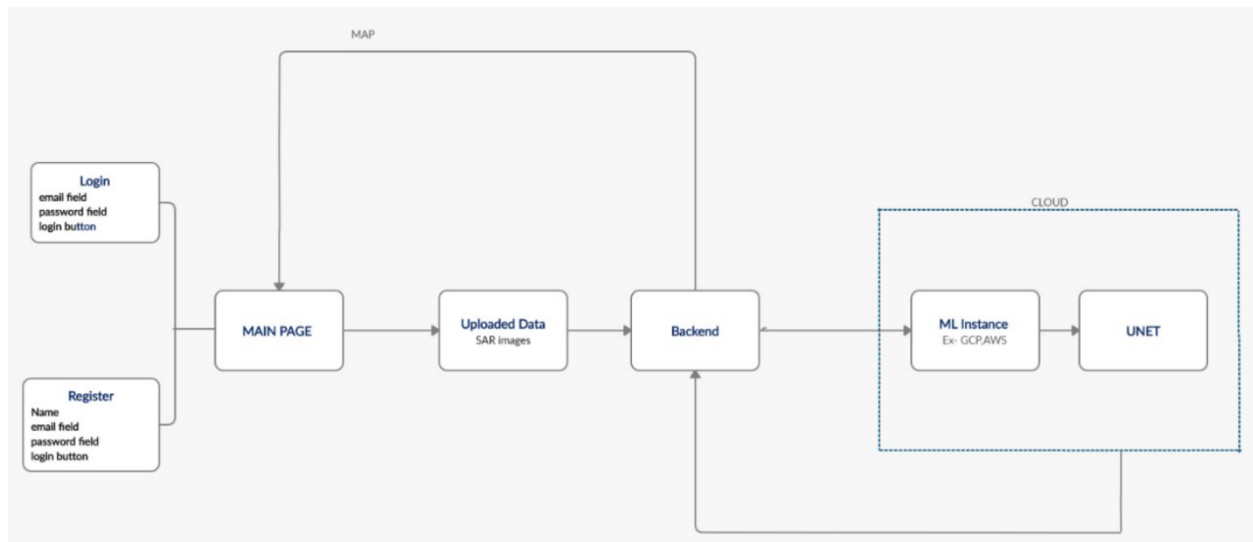 MAP
Login
email field
password field
login button
CLOUD
MAIN PAGE
Uploaded Data
SAR images
Backend
ML Instance
Ex- GCP,AWS
UNET
Register
Name
email field
password field
login button